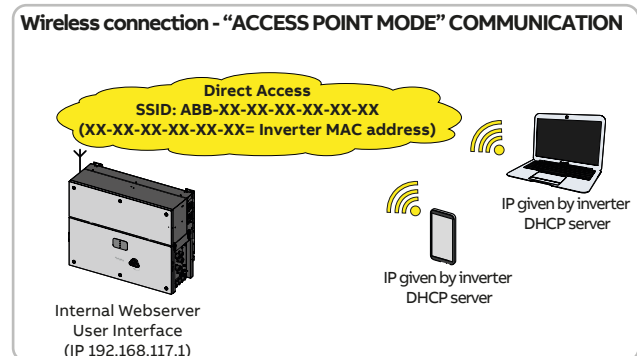 Wireless connection - “ACCESS POINT MODE” COMMUNICATION
Direct Access
SSID: ABB-XX-XX-XX-XX-XX-XX
(XX-XX-XX-XX-XX-XX= Inverter MAC address)
IP given by inverter
DHCP server
IP given by inverter
DHCP server
Internal Webserver
User Interface
(IP 192.168.117.1)